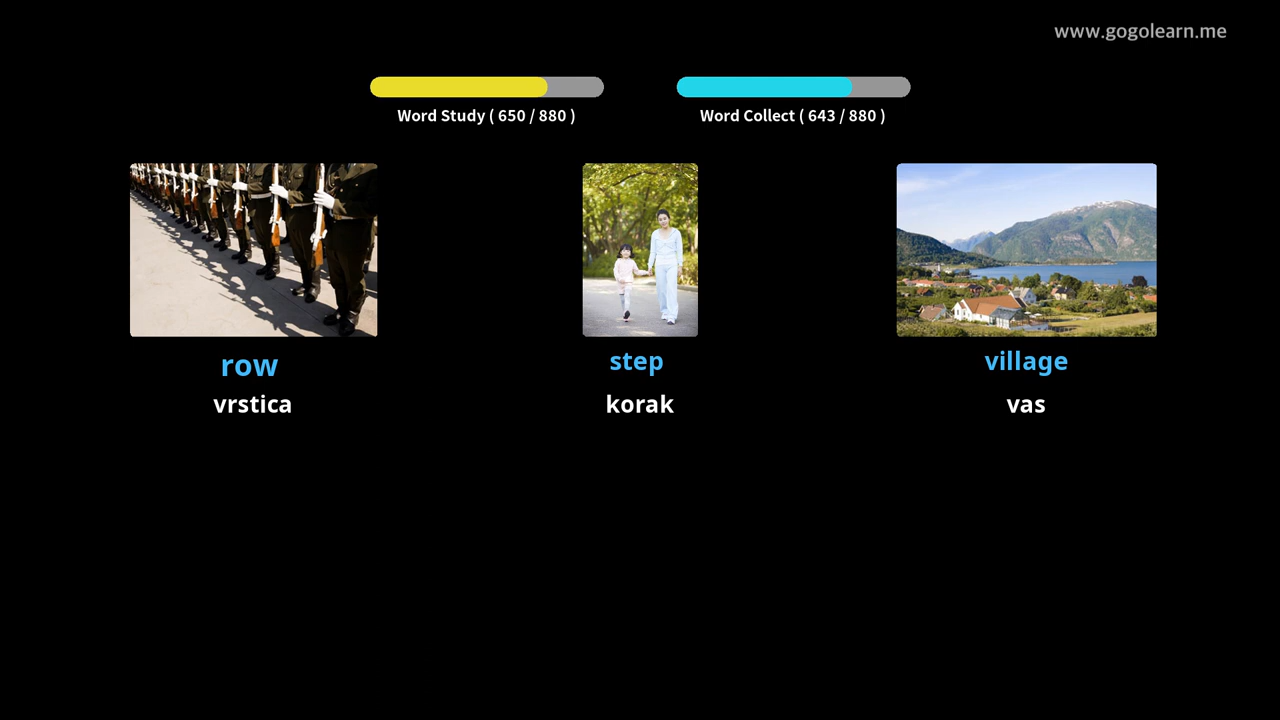 www.gogolearn.me
Word Study ( 650 / 880 )
Word Collect ( 643 / 880 )
row
step
village
vrstica
korak
vas